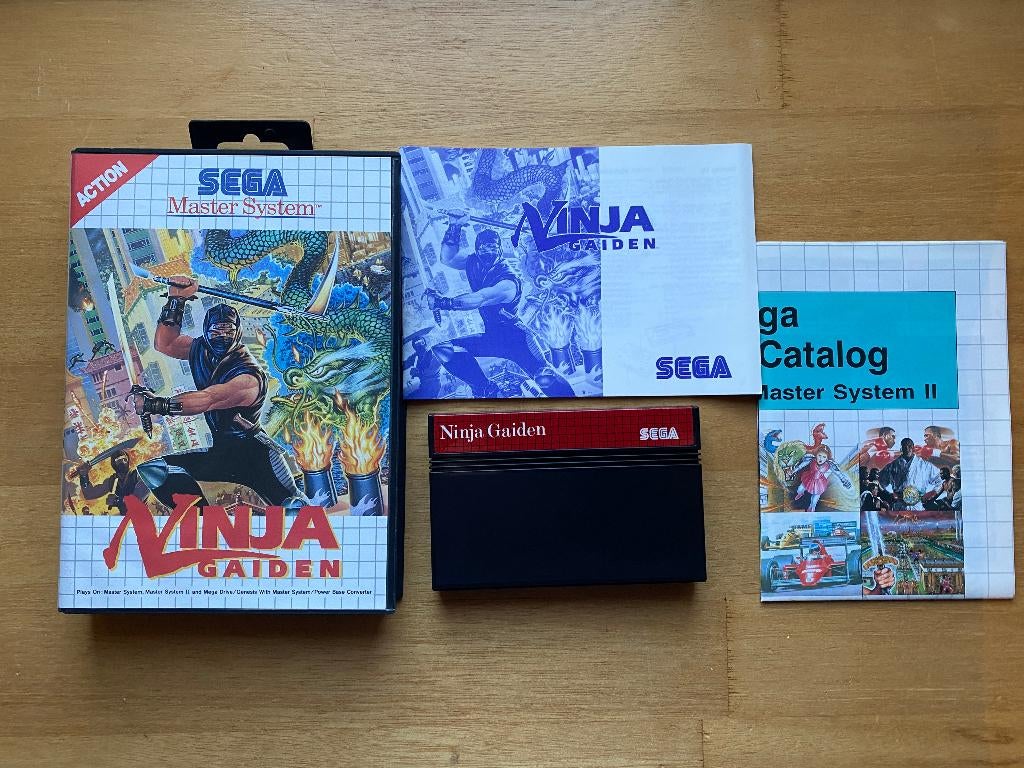 ACTION
SEGA
Master System™
NINJA
GAIDEN
Plays On: Master System, Master System II and Mega Drive/Genesis With Master System/Power Base Converter
NINJA
GAIDEN
SEGA
Ninja Gaiden
SEGA
ga
Catalog
Master System II